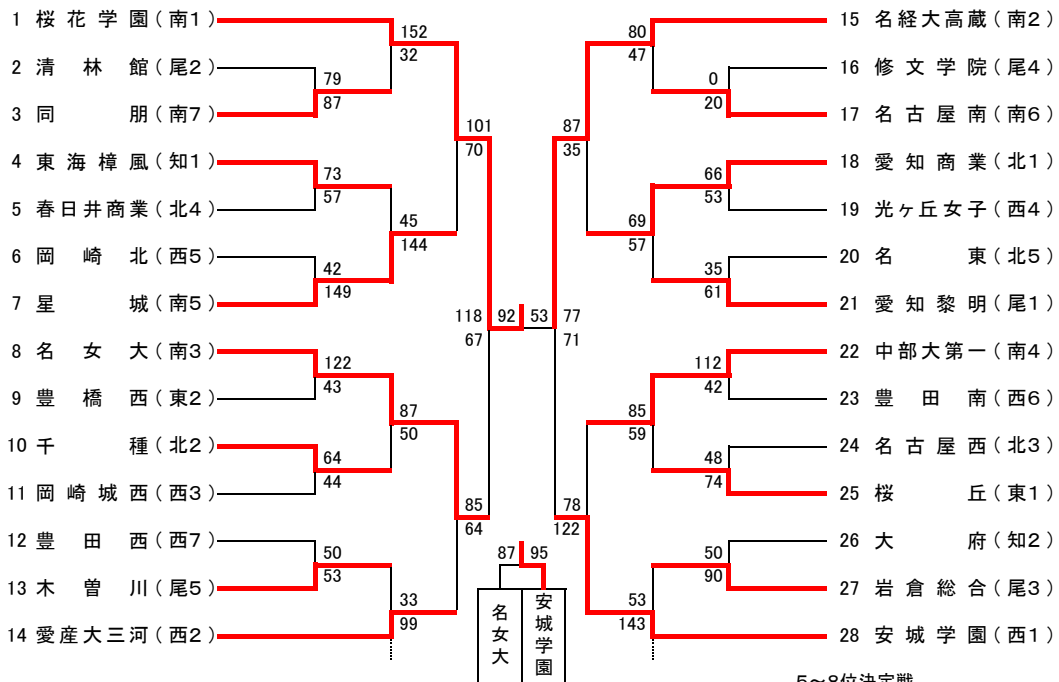 1 桜花学園(南1)
2 清林館(尾2)
3 同朋(南7)
4 東海樟風(知1)
5 春日井商業(北4)
6 岡崎北(西5)
7 星城(南5)
8 名女大(南3)
9 豊橋西(東2)
10 千種(北2)
11 岡崎城西(西3)
12 豊田西(西7)
13 木曽川(尾5)
14 愛産大三河(西2)
152
32
79
87
101
70
73
57
45
144
42
149
118
67
92
53
77
71
122
43
87
50
64
44
85
64
50
53
33
99
87
95
名女大
安城学園
80
47
0
20
87
35
66
53
69
57
35
61
112
42
85
59
48
74
78
122
50
90
53
143
15 名経大高蔵(南2)
16 修文学院(尾4)
17 名古屋南(南6)
18 愛知商業(北1)
19 光ヶ丘女子(西4)
20 名東(北5)
21 愛知黎明(尾1)
22 中部大第一(南4)
23 豊田南(西6)
24 名古屋西(北3)
25 桜丘(東1)
26 大府(知2)
27 岩倉総合(尾3)
28 安城学園(西1)
5~8位決定戦